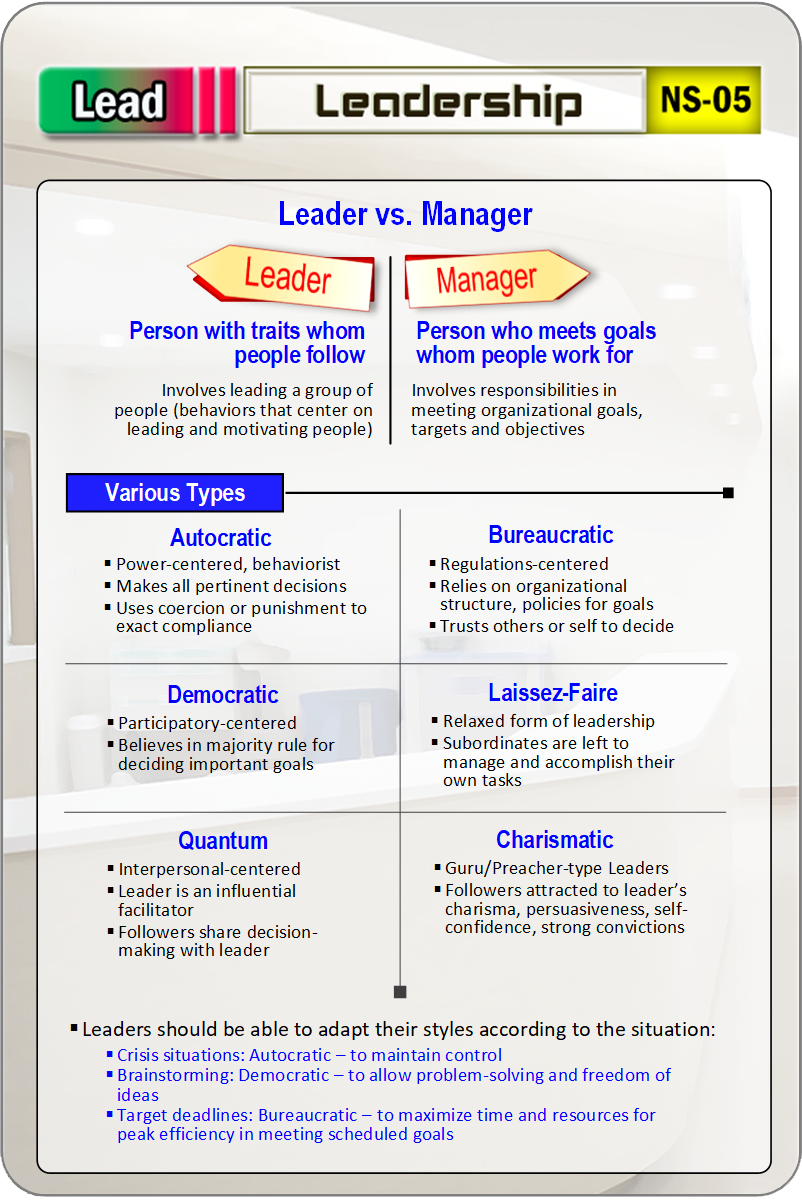 Lead
Leadership
NS-05
Leader vs. Manager
Leader
Person with traits whom
people follow
Involves leading a group of
people (behaviors that center on
leading and motivating people)
Manager
Person who meets goals
whom people work for
Involves responsibilities in
meeting organizational goals,
targets and objectives
Various Types
Autocratic
▪ Power-centered, behaviorist
▪ Makes all pertinent decisions
▪ Uses coercion or punishment to
exact compliance
Bureaucratic
▪ Regulations-centered
▪ Relies on organizational
structure, policies for goals
▪ Trusts others or self to decide
Democratic
▪ Participatory-centered
▪ Believes in majority rule for
deciding important goals
Laissez-Faire
▪ Relaxed form of leadership
▪ Subordinates are left to
manage and accomplish their
own tasks
Quantum
▪ Interpersonal-centered
▪ Leader is an influential
facilitator
▪ Followers share decision-
making with leader
Charismatic
▪ Guru/Preacher-type Leaders
▪ Followers attracted to leader's
charisma, persuasiveness, self-
confidence, strong convictions
▪ Leaders should be able to adapt their styles according to the situation:
▪ Crisis situations: Autocratic – to maintain control
▪ Brainstorming: Democratic – to allow problem-solving and freedom of
ideas
▪ Target deadlines: Bureaucratic – to maximize time and resources for
peak efficiency in meeting scheduled goals